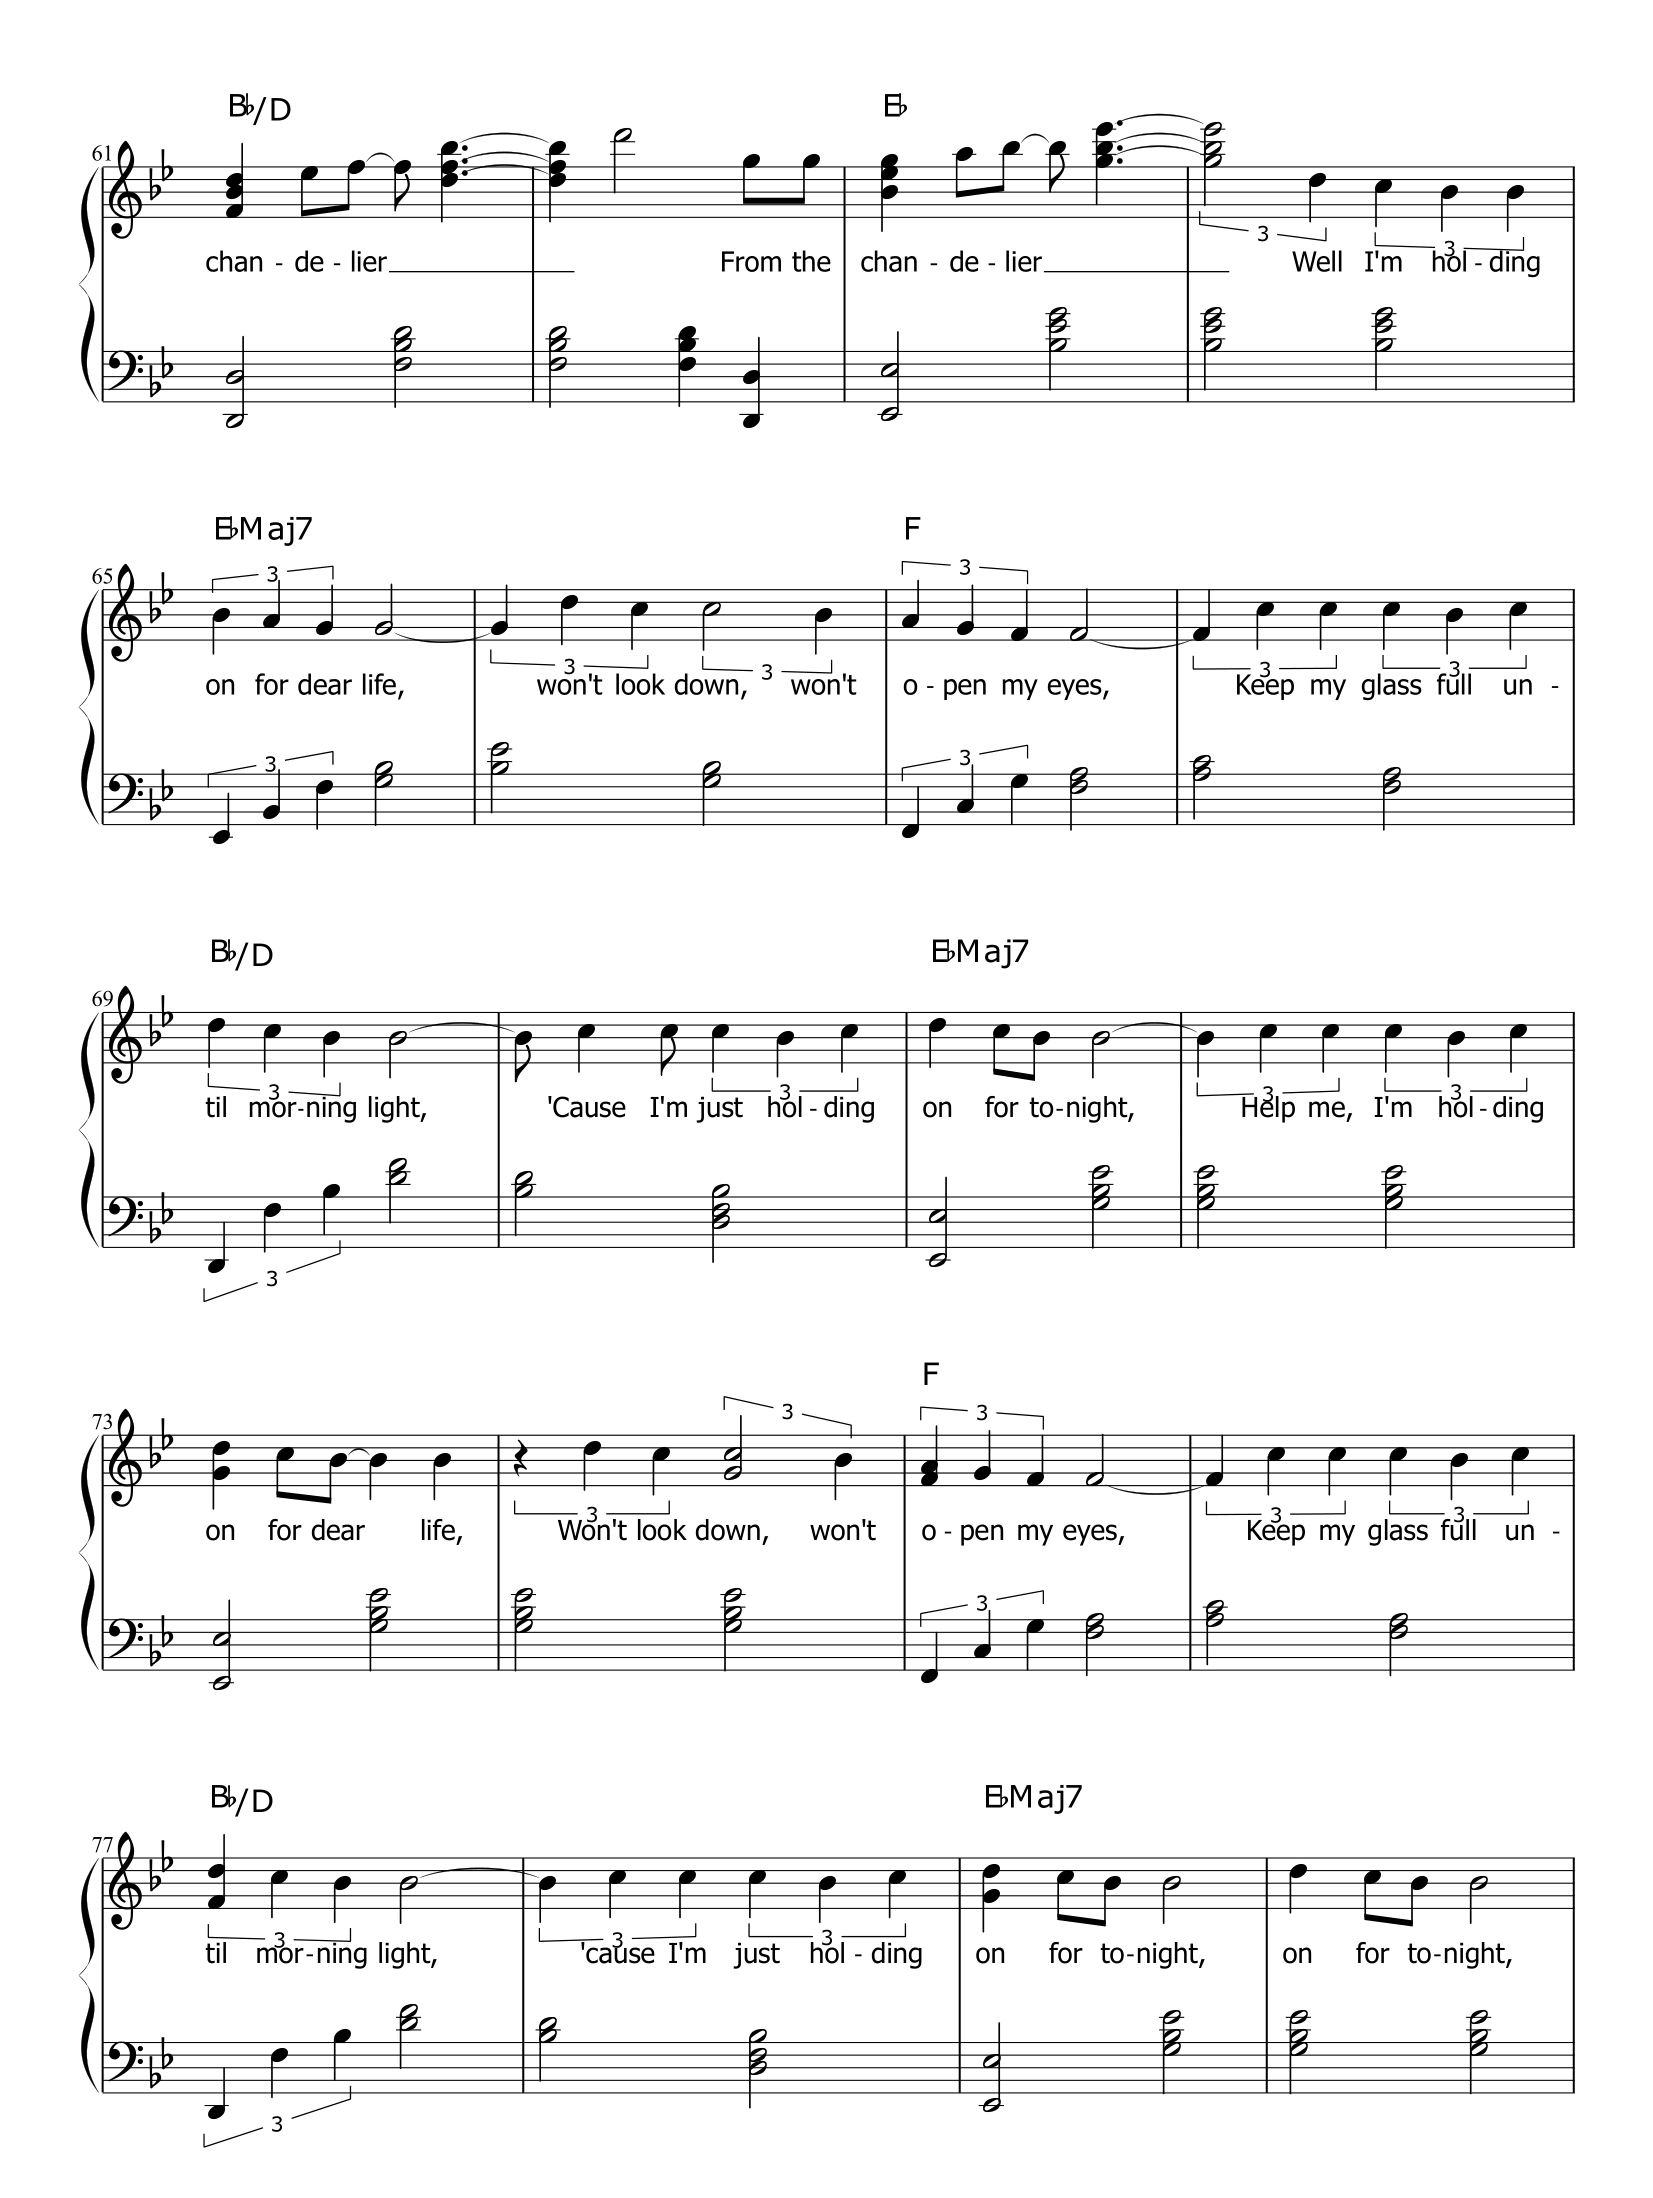 B♭/D E♭
61
3 3
chan - de - lier From the chan - de - lier Well I'm hol - ding
E♭Maj7 F
65
3 3 3 3 3 3
on for dear life, won't look down, won't o - pen my eyes, Keep my glass full un -
3 3
B♭/D E♭Maj7
69
3 3 3 3
til mor-ning light, 'Cause I'm just hol - ding on for to-night, Help me, I'm hol - ding
3
F
73
3 3 3 3 3
on for dear life, Won't look down, won't o - pen my eyes, Keep my glass full un -
3
B♭/D E♭Maj7
77
3 3 3
til mor-ning light, 'cause I'm just hol - ding on for to-night, on for to-night,
3